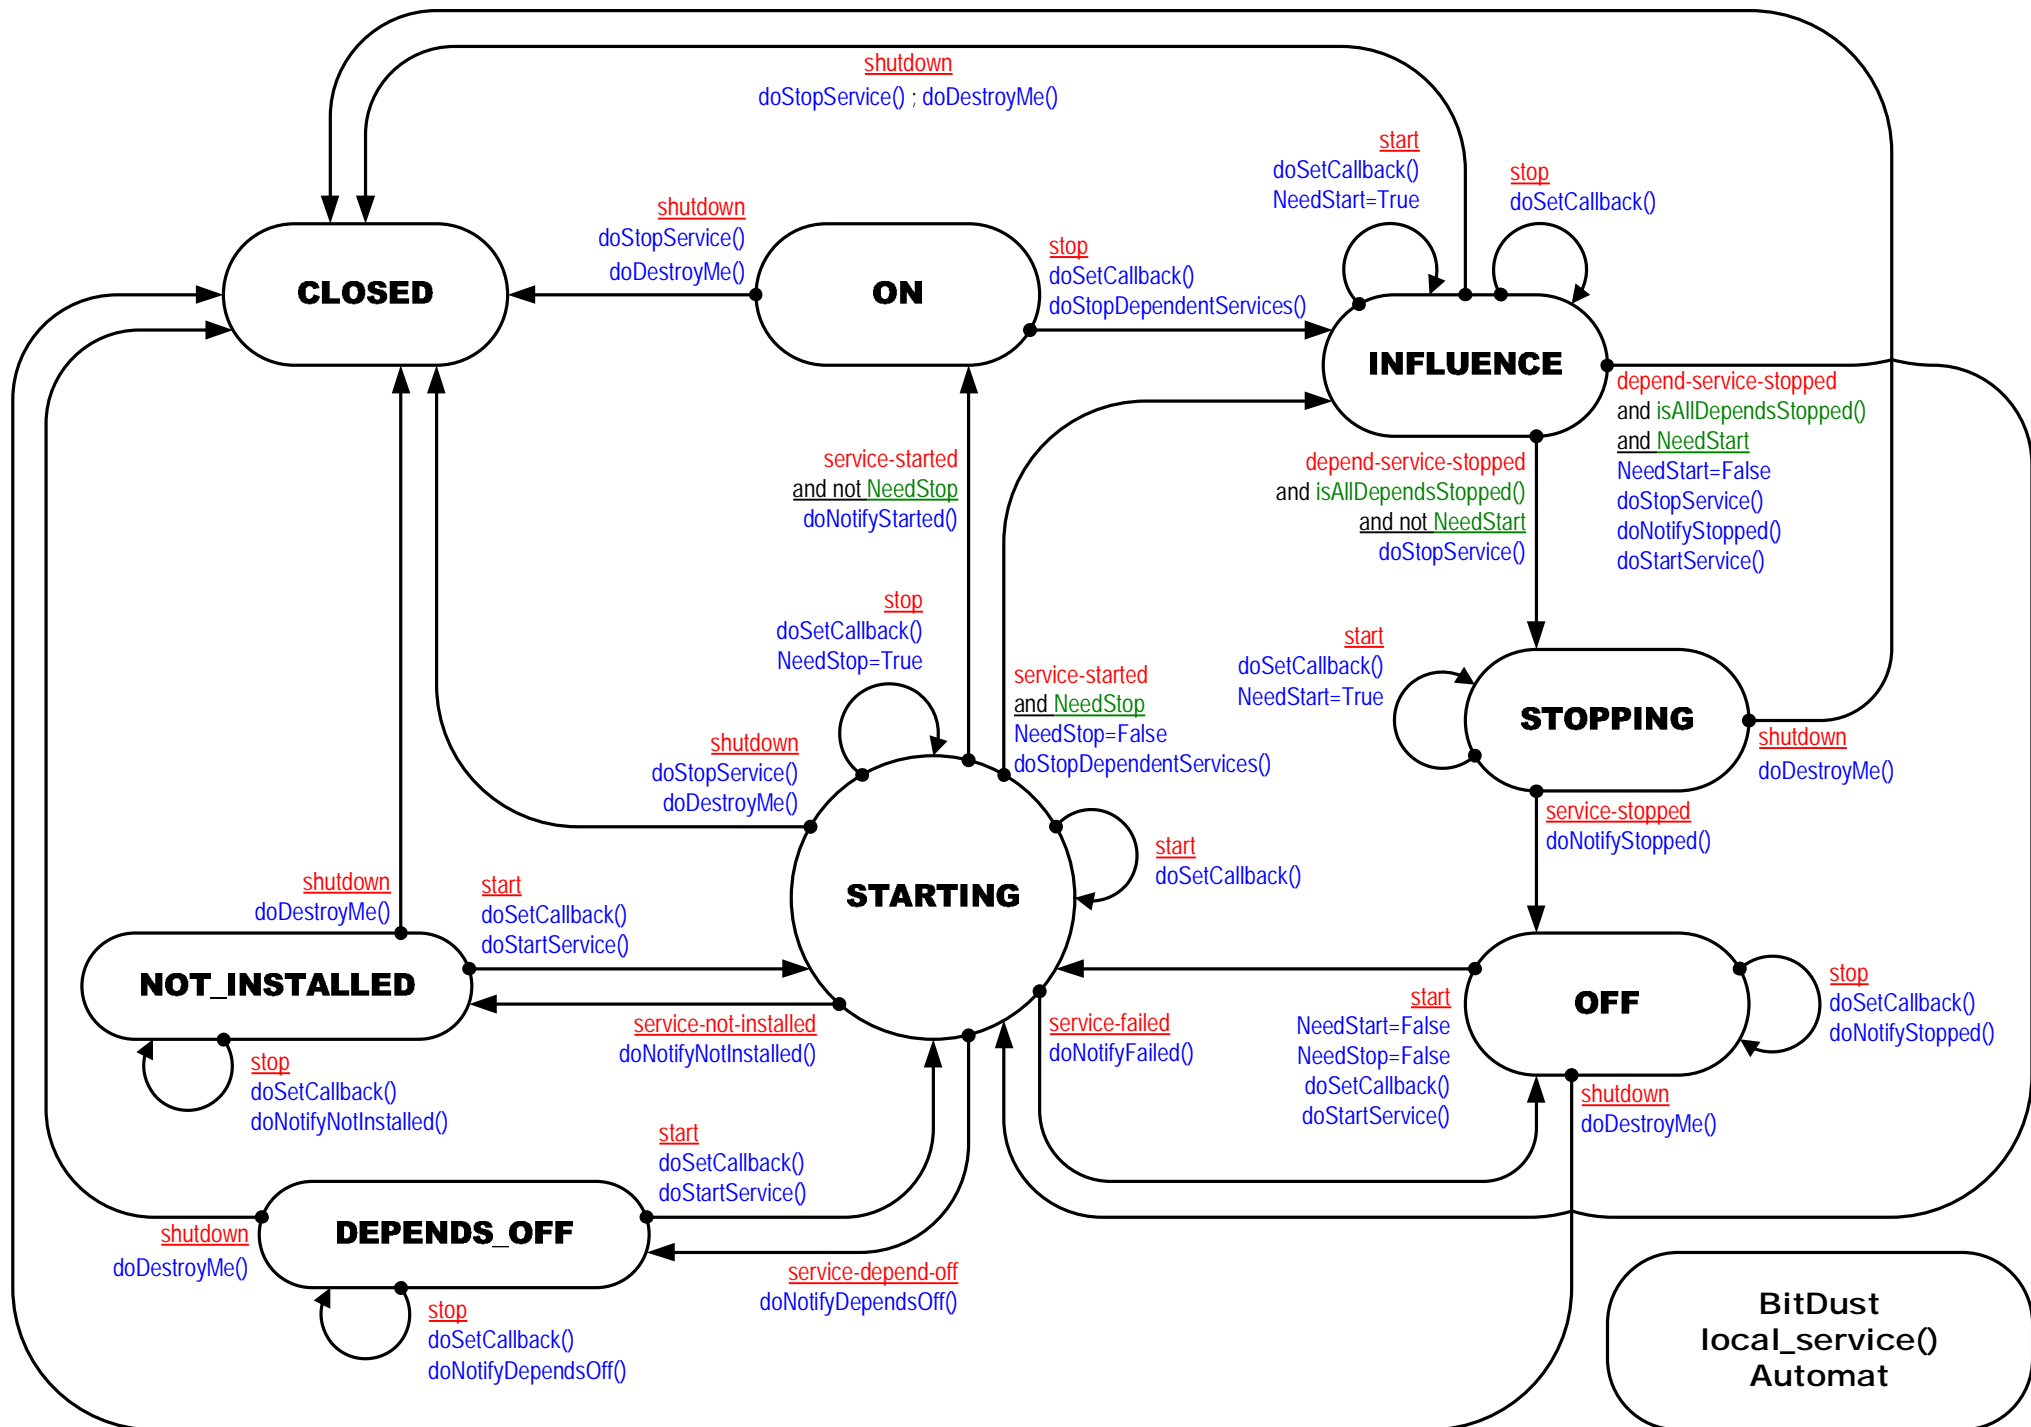 shutdown
doStopService() ; doDestroyMe()
start
doSetCallback()
NeedStart=True
stop
doSetCallback()
shutdown
doStopService()
doDestroyMe()
CLOSED
ON
stop
doSetCallback()
doStopDependentServices()
INFLUENCE
depend-service-stopped
and isAllDependsStopped()
and NeedStart
NeedStart=False
doStopService()
doNotifyStopped()
doStartService()
service-started
and not NeedStop
doNotifyStarted()
depend-service-stopped
and isAllDependsStopped()
and not NeedStart
doStopService()
stop
doSetCallback()
NeedStop=True
service-started
and NeedStop
NeedStop=False
doStopDependentServices()
start
doSetCallback()
NeedStart=True
STOPPING
shutdown
doDestroyMe()
shutdown
doStopService()
doDestroyMe()
service-stopped
doNotifyStopped()
start
doSetCallback()
STARTING
shutdown
doDestroyMe()
start
doSetCallback()
doStartService()
NOT_INSTALLED
service-not-installed
doNotifyNotInstalled()
stop
doSetCallback()
doNotifyNotInstalled()
service-failed
doNotifyFailed()
start
NeedStart=False
NeedStop=False
doSetCallback()
doStartService()
OFF
stop
doSetCallback()
doNotifyStopped()
shutdown
doDestroyMe()
start
doSetCallback()
doStartService()
DEPENDS_OFF
shutdown
doDestroyMe()
service-depend-off
doNotifyDependsOff()
stop
doSetCallback()
doNotifyDependsOff()
BitDust
local_service()
Automat